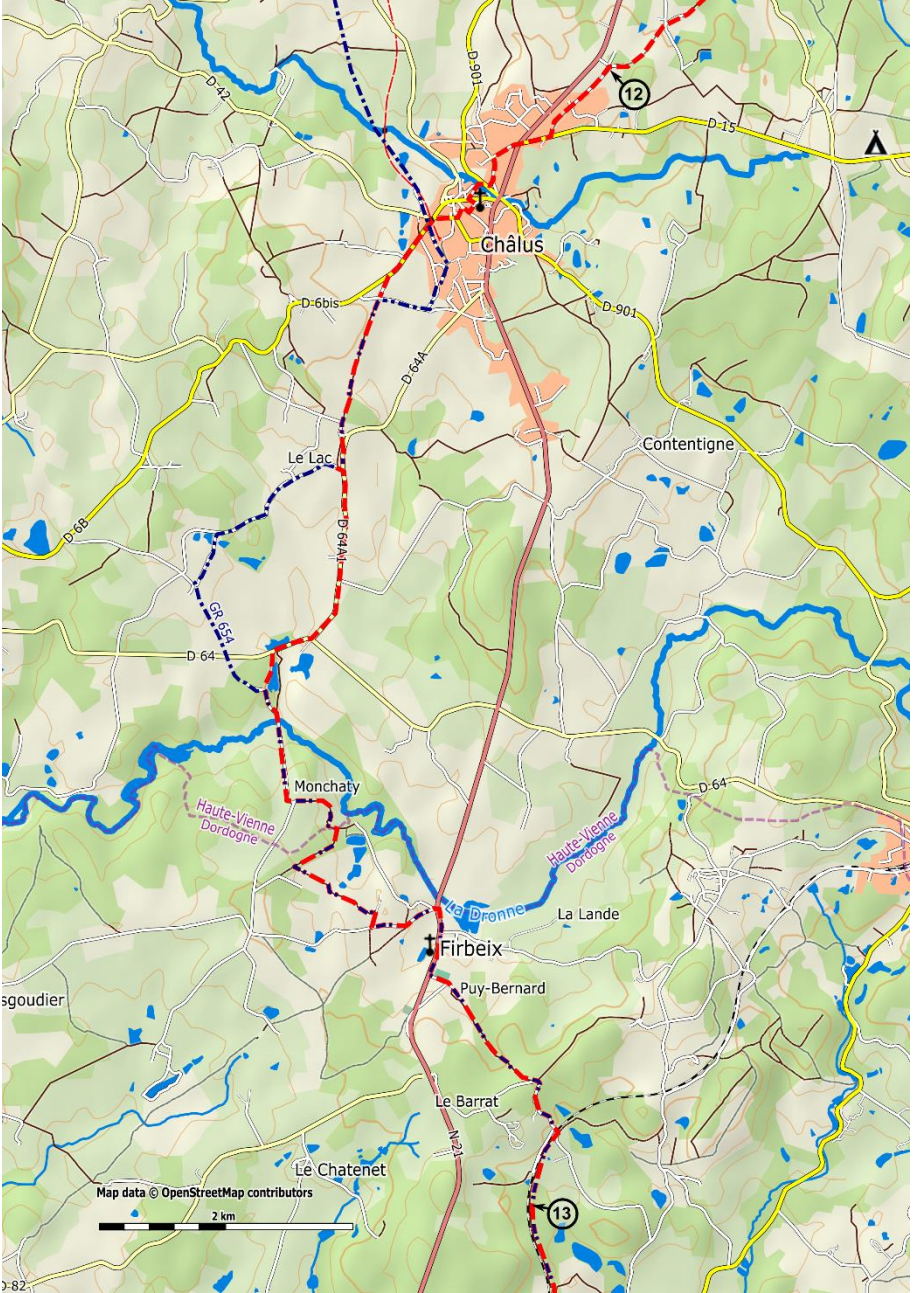 D 901
D 42
12
D 15
Châlus
D 6bis
D 901
D 64A
Contentigne
Le Lac
D 6B
D 64A1
GR 654
D 64
Monchaty
D 64
Haute-Vienne
Dordogne
Haute-Vienne
Dordogne
La Dronne
La Lande
Firbeix
sgoudier
Puy-Bernard
Le Barrat
N 21
Le Chatenet
Map data © OpenStreetMap contributors
2 km
13
D 82